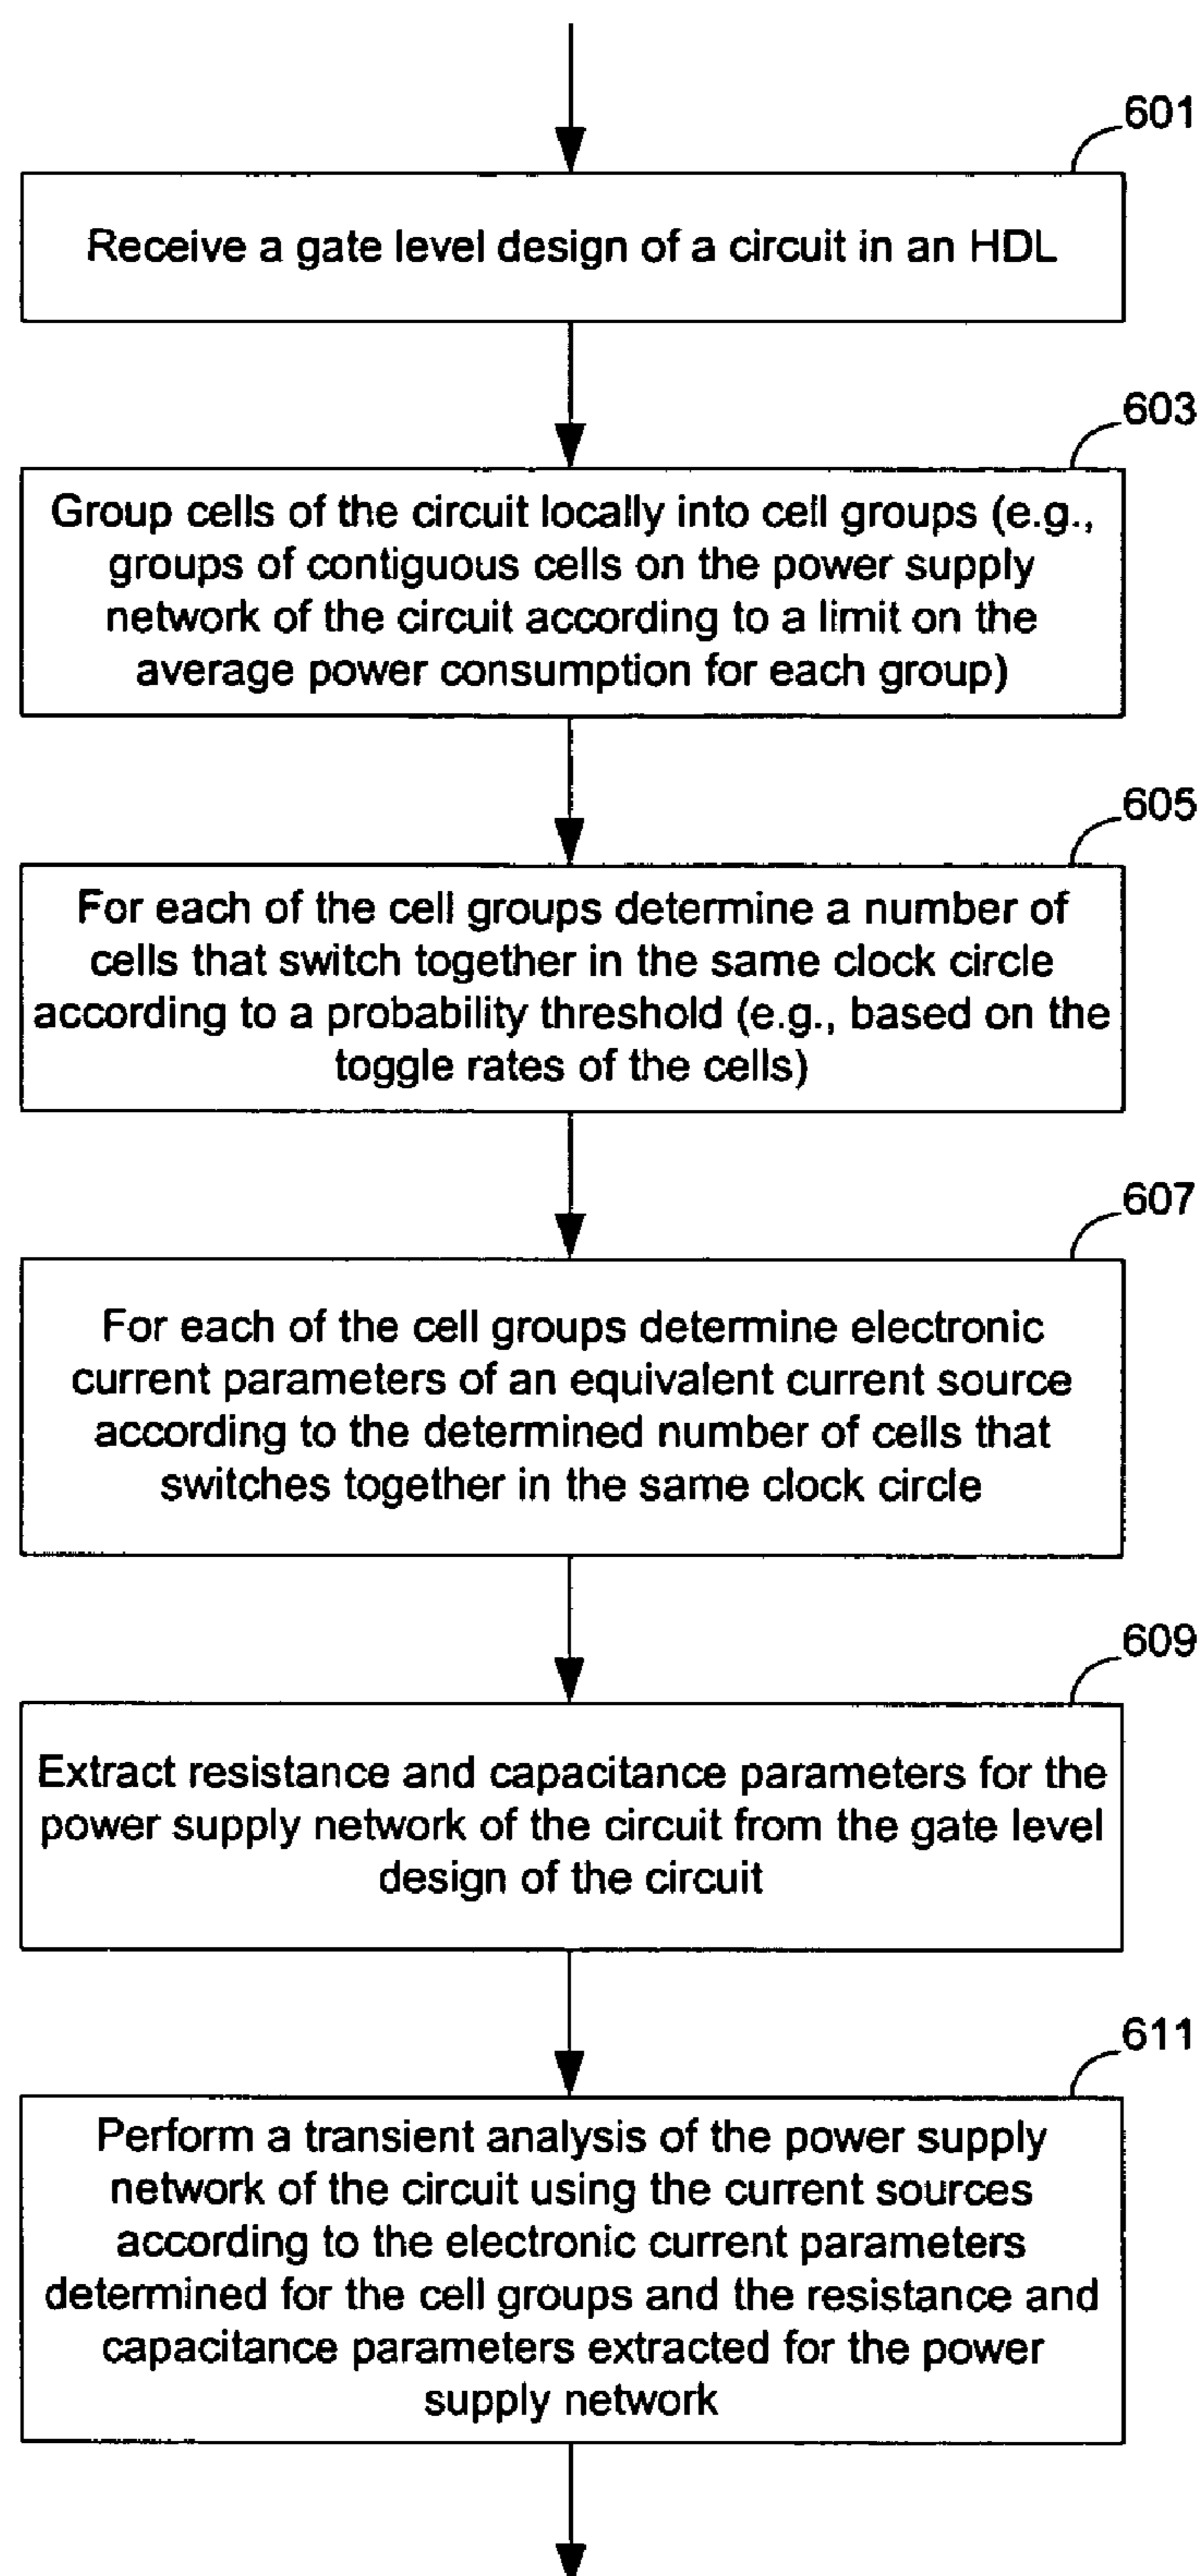 601
Receive a gate level design of a circuit in an HDL
603
Group cells of the circuit locally into cell groups (e.g.,
groups of contiguous cells on the power supply
network of the circuit according to a limit on the
average power consumption for each group)
605
For each of the cell groups determine a number of
cells that switch together in the same clock circle
according to a probability threshold (e.g., based on the
toggle rates of the cells)
607
For each of the cell groups determine electronic
current parameters of an equivalent current source
according to the determined number of cells that
switches together in the same clock circle
609
Extract resistance and capacitance parameters for the
power supply network of the circuit from the gate level
design of the circuit
611
Perform a transient analysis of the power supply
network of the circuit using the current sources
according to the electronic current parameters
determined for the cell groups and the resistance and
capacitance parameters extracted for the power
supply network